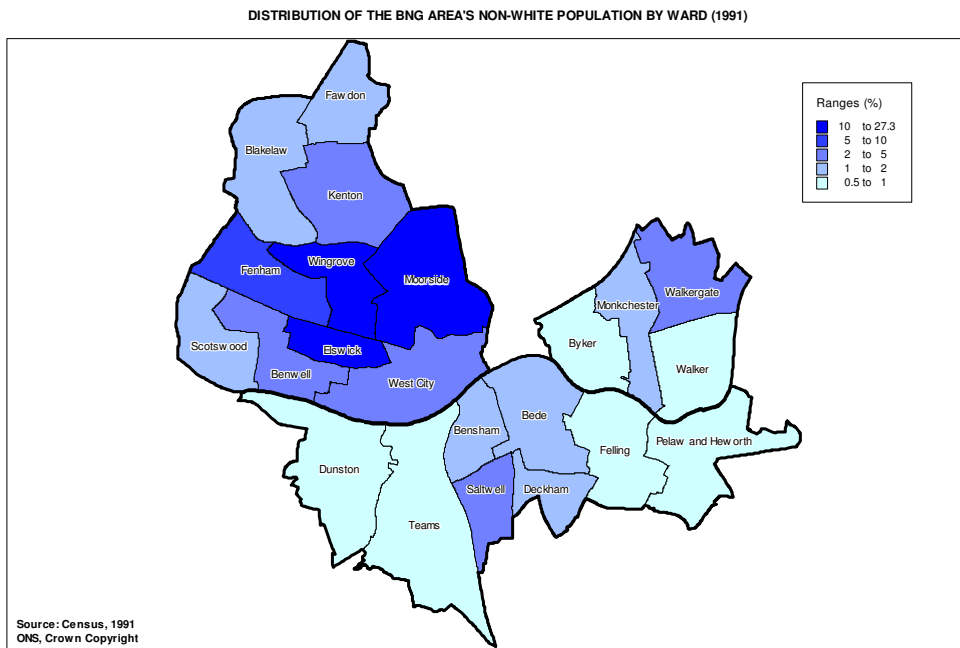 DISTRIBUTION OF THE BNG AREA'S NON-WHITE POPULATION BY WARD (1991)
Ranges (%)
10 to 27.3
5 to 10
2 to 5
1 to 2
0.5 to 1
Fawdon
Blakelaw
Kenton
Wingrove
Fenham
Moorside
Walkergate
Monkchester
Scotswood
Elswick
Byker
Benwell
West City
Walker
Bede
Bensham
Pelaw and Heworth
Felling
Dunston
Saltwell
Deckham
Teams
Source: Census, 1991
ONS, Crown Copyright